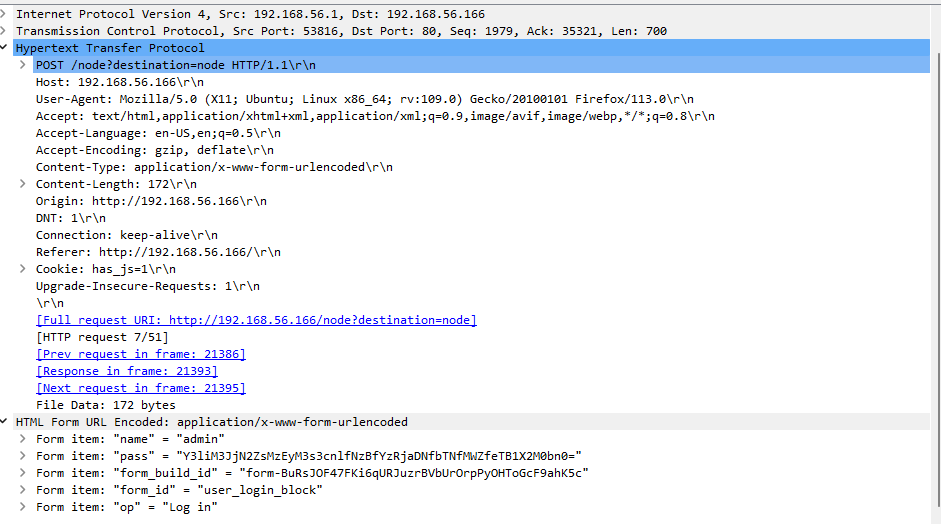 Internet Protocol Version 4, Src: 192.168.56.1, Dst: 192.168.56.166
Transmission Control Protocol, Src Port: 53816, Dst Port: 80, Seq: 1979, Ack: 35321, Len: 700
Hypertext Transfer Protocol
POST /node?destination=node HTTP/1.1\r\n
Host: 192.168.56.166\r\n
User-Agent: Mozilla/5.0 (X11; Ubuntu; Linux x86_64; rv:109.0) Gecko/20100101 Firefox/113.0\r\n
Accept: text/html,application/xhtml+xml,application/xml;q=0.9,image/avif,image/webp,*/*;q=0.8\r\n
Accept-Language: en-US,en;q=0.5\r\n
Accept-Encoding: gzip, deflate\r\n
Content-Type: application/x-www-form-urlencoded\r\n
Content-Length: 172\r\n
Origin: http://192.168.56.166\r\n
DNT: 1\r\n
Connection: keep-alive\r\n
Referer: http://192.168.56.166/\r\n
Cookie: has_js=1\r\n
Upgrade-Insecure-Requests: 1\r\n
\r\n
[Full request URI: http://192.168.56.166/node?destination=node]
[HTTP request 7/51]
[Prev request in frame: 21386]
[Response in frame: 21393]
[Next request in frame: 21395]
File Data: 172 bytes
HTML Form URL Encoded: application/x-www-form-urlencoded
Form item: "name" = "admin"
Form item: "pass" = "Y3liM3JjN2ZsMzEyM3s3cnlfNzBfYzRjaDNfbTNfMWZfeTB1X2M0bn0="
Form item: "form_build_id" = "form-BuRsJOF47FKi6qURJuzrBVbUrOrpPyOHToGcF9ahK5c"
Form item: "form_id" = "user_login_block"
Form item: "op" = "Log in"